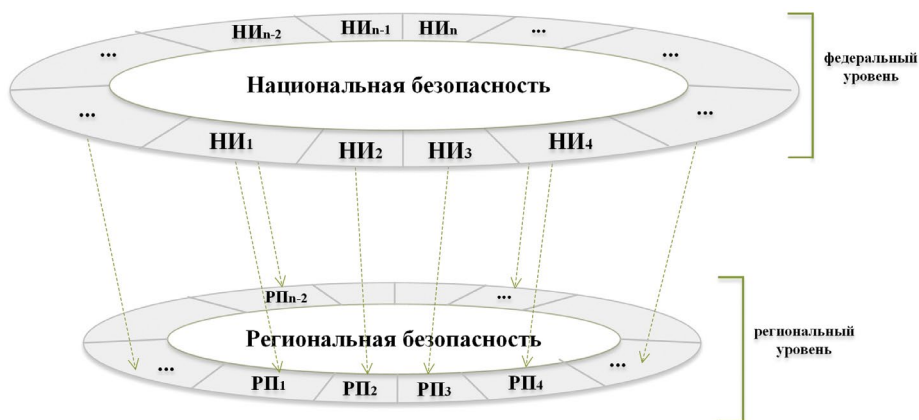 НИn-2 НИn-1 НИn ...
... ...
федеральный
уровень
Национальная безопасность
... ...
НИ1 НИ2 НИ3 НИ4
РПn-2 ...
Региональная безопасность
региональный
уровень
... ...
РП1 РП2 РП3 РП4